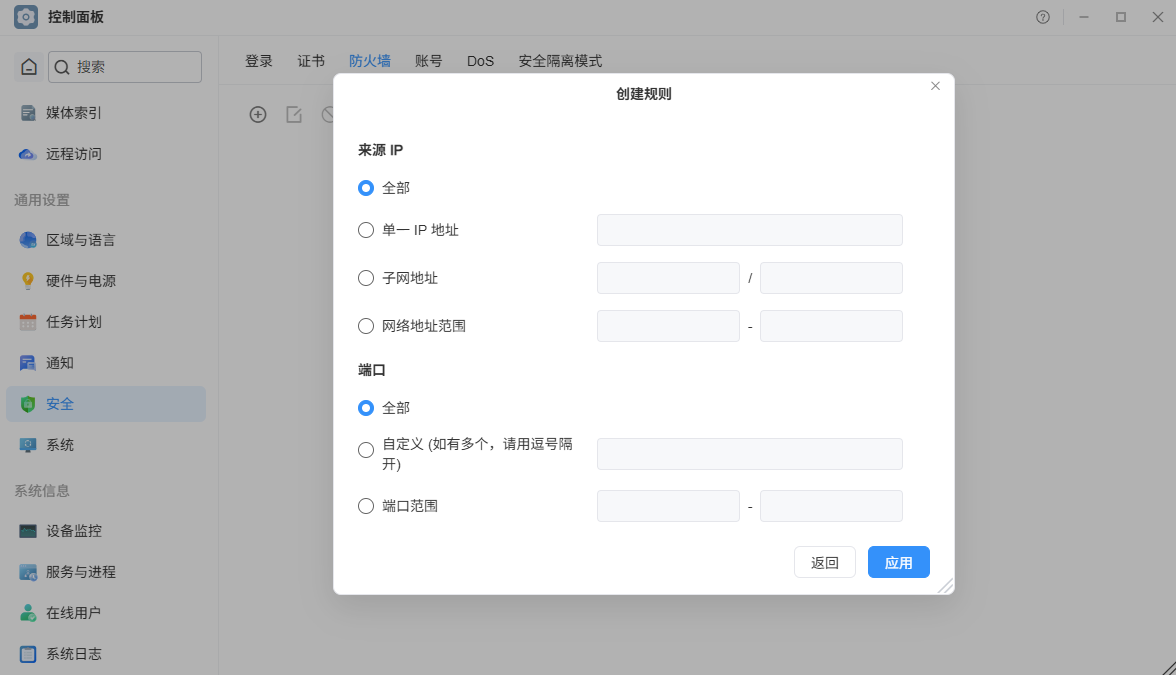 控制面板
搜索
媒体索引
远程访问
通用设置
区域与语言
硬件与电源
任务计划
通知
安全
系统
系统信息
设备监控
服务与进程
在线用户
系统日志
登录 证书 防火墙 账号 DoS 安全隔离模式
创建规则
来源 IP
全部
单一 IP 地址
子网地址 /
网络地址范围 -
端口
全部
自定义 (如有多个，请用逗号隔
开)
端口范围 -
返回 应用